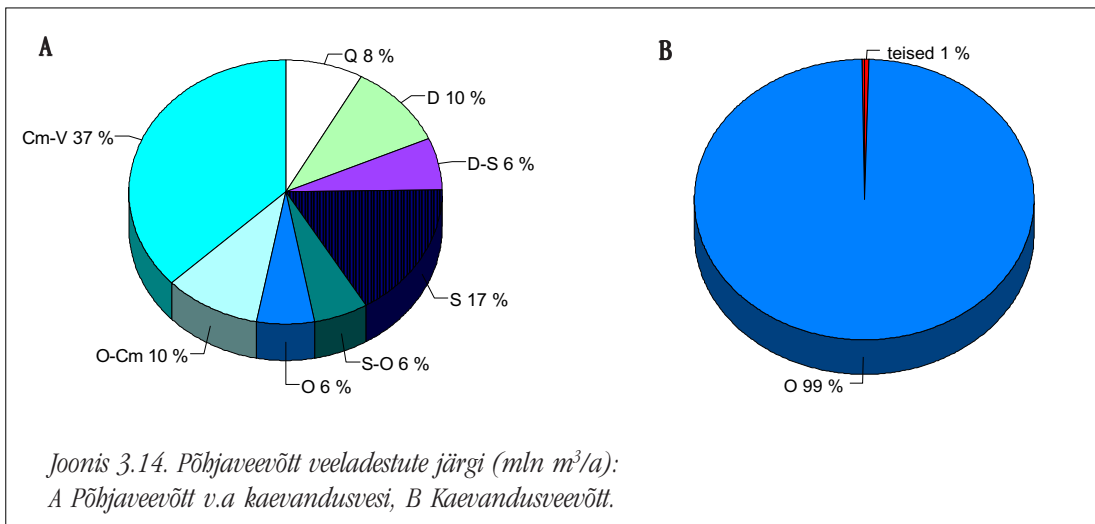 A
Q 8 %
D 10 %
D-S 6 %
S 17 %
S-O 6 %
O 6 %
O-Cm 10 %
Cm-V 37 %
B
teised 1 %
O 99 %
Joonis 3.14. Põhjaveevõtt veeladestute järgi (mln m³/a):
A Põhjaveevõtt v.a kaevandusvesi, B Kaevandusveevõtt.